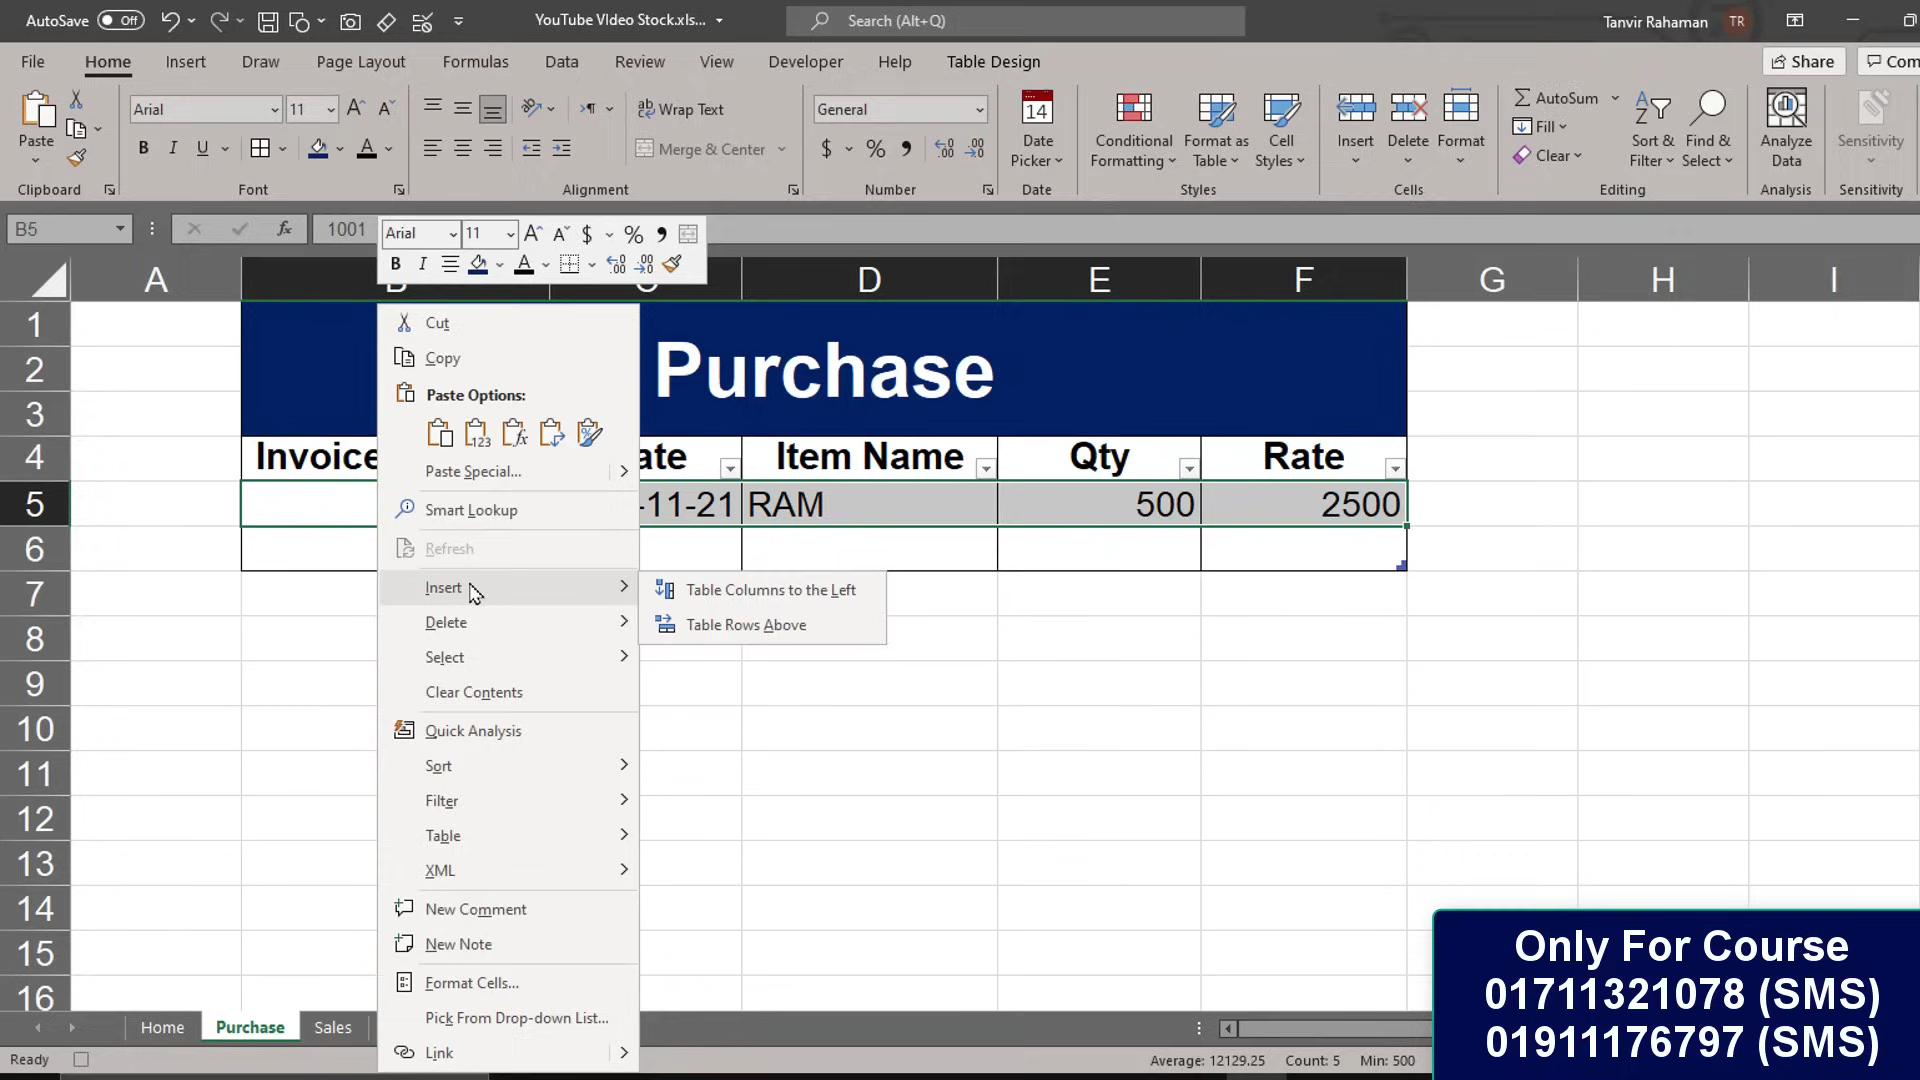 AutoSave Off YouTube VIdeo Stock.xls... Search (Alt+Q) Tanvir Rahaman TR
File Home Insert Draw Page Layout Formulas Data Review View Developer Help Table Design Share Com
Paste
Clipboard
Arial 11
B I U
Font
Wrap Text
Merge & Center
Alignment
General
$ % 9
Number
Date Picker
Date
Conditional Formatting
Format as Table
Cell Styles
Styles
Insert Delete Format
Cells
AutoSum
Fill
Clear
Sort & Filter
Find & Select
Editing
Analyze Data
Analysis
Sensitivity
Sensitivity
B5 fx 1001
Arial 11 $ % 9
B I A
A D E F G H I
1
2
3
Purchase
4 Invoice ate Item Name Qty Rate
5 -11-21 RAM 500 2500
6
7
8
9
10
11
12
13
14
15
16
Cut
Copy
Paste Options:
Paste Special...
Smart Lookup
Refresh
Insert
Delete
Select
Clear Contents
Quick Analysis
Sort
Filter
Table
XML
New Comment
New Note
Format Cells...
Pick From Drop-down List...
Link
Table Columns to the Left
Table Rows Above
Only For Course
01711321078 (SMS)
01911176797 (SMS)
Home Purchase Sales
Ready Average: 12129.25 Count: 5 Min: 500